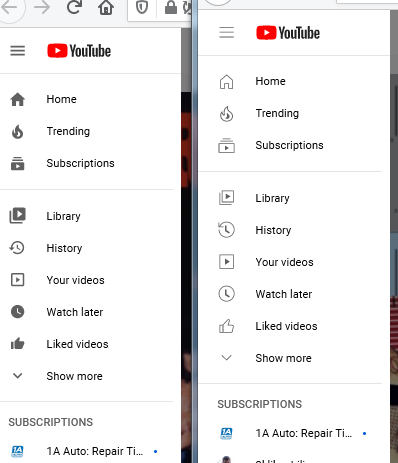 YouTube
Home
Trending
Subscriptions
Library
History
Your videos
Watch later
Liked videos
Show more
SUBSCRIPTIONS
1A
1A Auto: Repair Ti...
YouTube
Home
Trending
Subscriptions
Library
History
Your videos
Watch later
Liked videos
Show more
SUBSCRIPTIONS
1A
1A Auto: Repair Ti...